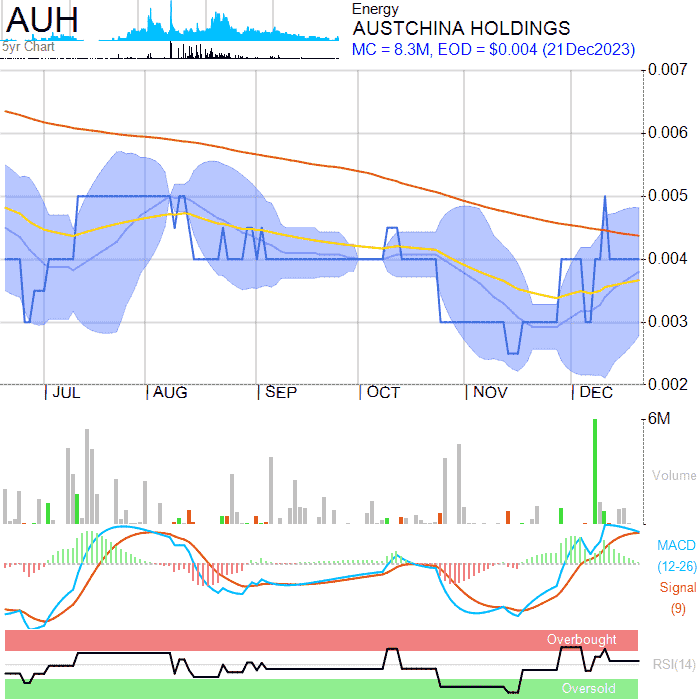 AUH
5yr Chart
Energy
AUSTCHINA HOLDINGS
MC = 8.3M, EOD = $0.004 (21Dec2023)
0.007
0.006
0.005
0.004
0.003
0.002
JUL AUG SEP OCT NOV DEC
6M
Volume
MACD
(12-26)
Signal
(9)
Overbought
RSI(14)
Oversold